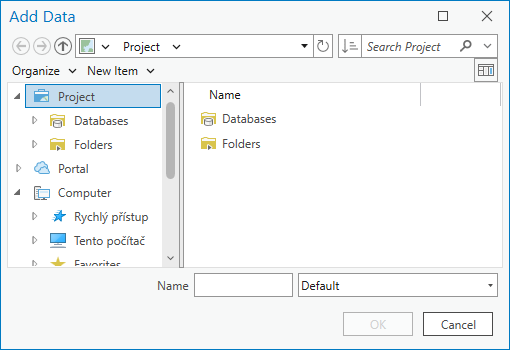 Add Data
Project
Search Project
Organize New Item
Project
Databases
Folders
Portal
Computer
Rychlý přístup
Tento počítač
Favorites
Name
Databases
Folders
Name
Default
OK Cancel